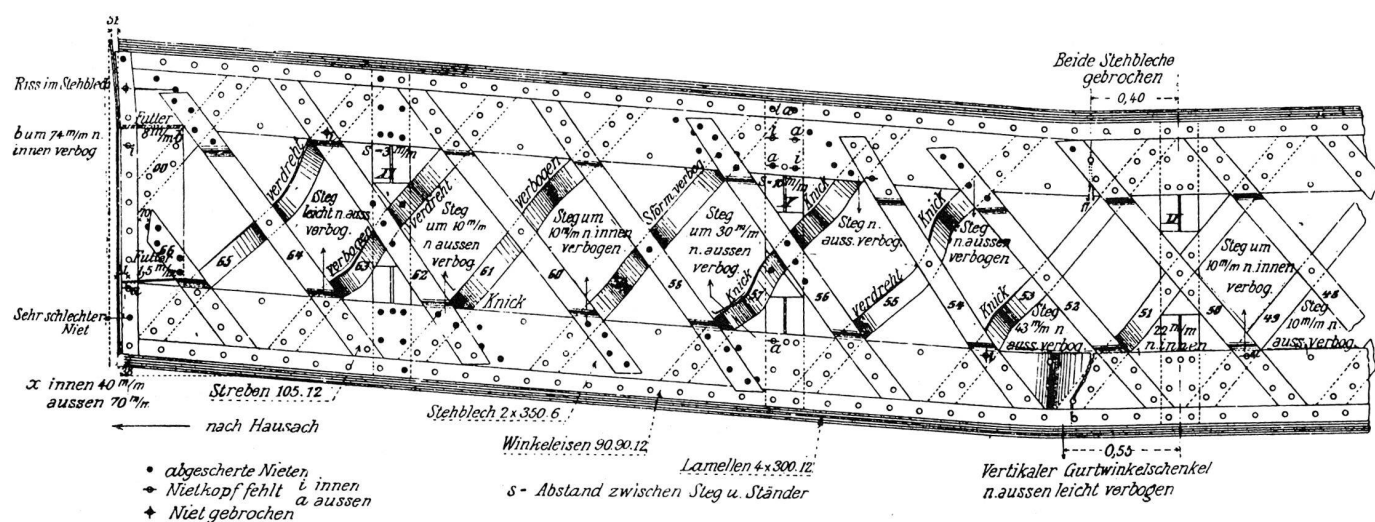 Riss im Stehblech
b um 74 m/m n.
innen verbog.
Futter
8 m/m
Futter
Sehr schlechter
Niet
x innen 40 m/m
aussen 70 m/m
nach Hausach
abgescherte Nieten
Nietkopf fehlt
Niet gebrochen
i innen
a aussen
66
65
64
63
62
61
60
56
55
54
53
52
51
50
49
48
verdreht
Steg
leicht n. auss.
verbog.
verbogen
verdreht
Steg
um 10 m/m
n. aussen
verbog.
Knick
verbogen
Steg um
10 m/m n. innen
verbogen
S förm. verbog.
Steg
um 30 m/m
n. aussen
verbog.
Knick
Knick
Steg n.
auss. verbog.
verdreht
Knick
Steg
n. aussen
verbogen
Knick
Steg
43 m/m n
auss. verbog.
22 m/m
n. innen
Steg um
10 m/m n. innen
verbog.
Steg
10 m/m n.
auss. verbog.
Beide Stehbleche
gebrochen
0,40
0,55
Streben 105.12
Stehblech 2 x 350.6
Winkeleisen 90.90.12
Lamellen 4 x 300.12
s - Abstand zwischen Steg u. Ständer
Vertikaler Gurtwinkelschenkel
n. aussen leicht verbogen